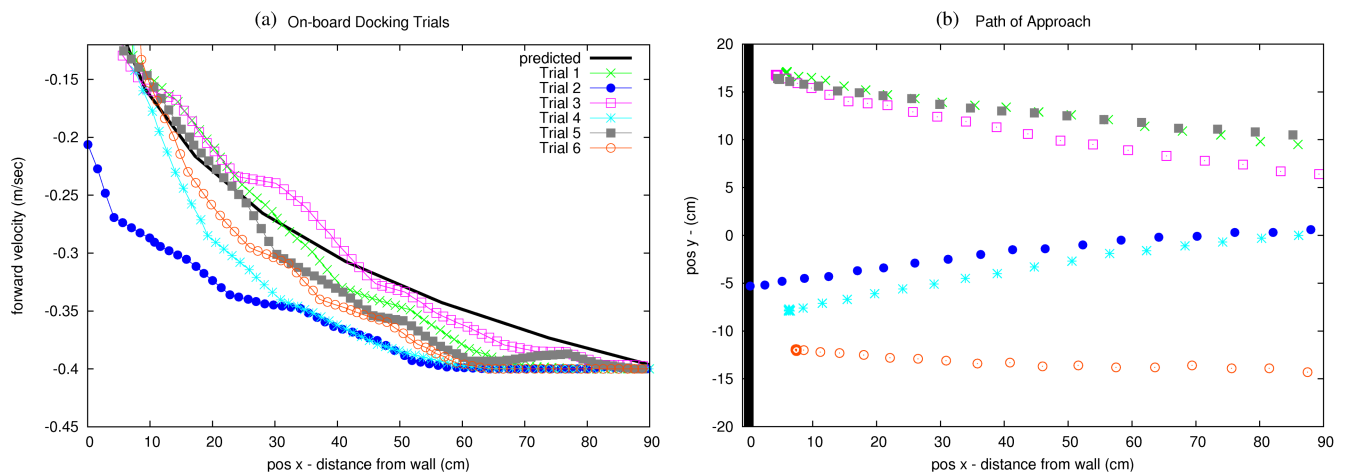 (a) On-board Docking Trials
predicted
Trial 1
Trial 2
Trial 3
Trial 4
Trial 5
Trial 6
-0.15
-0.2
-0.25
-0.3
-0.35
-0.4
-0.45
forward velocity (m/sec)
0 10 20 30 40 50 60 70 80 90
pos x - distance from wall (cm)
(b) Path of Approach
20
15
10
5
0
-5
-10
-15
-20
pos y - (cm)
0 10 20 30 40 50 60 70 80 90
pos x - distance from wall (cm)